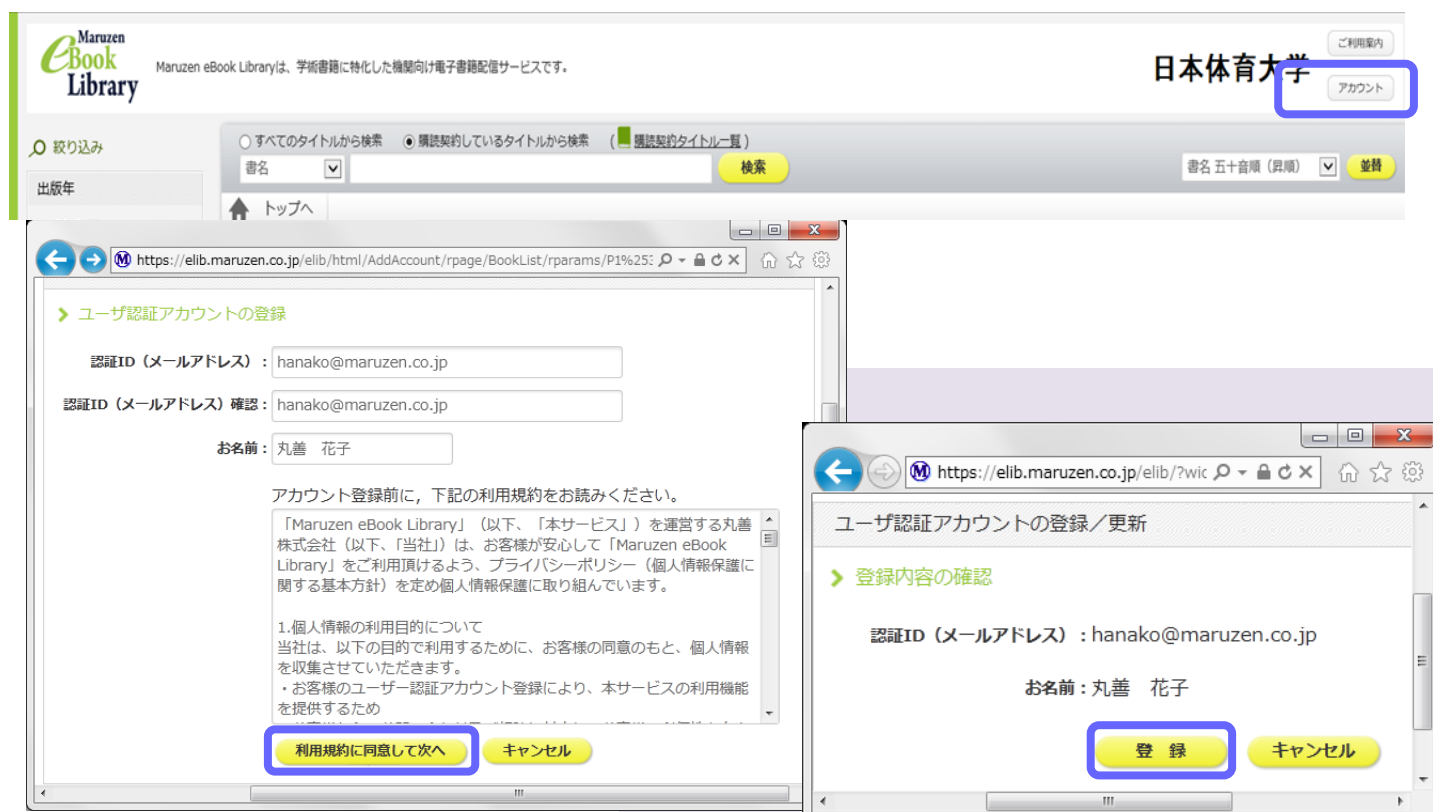 Maruzen
eBook
Library
Maruzen eBook Libraryは、学術書籍に特化した機関向け電子書籍配信サービスです。
日本体育大学
ご利用案内
アカウント
絞り込み
出版年
すべてのタイトルから検索 購読契約しているタイトルから検索 ( 購読契約タイトル一覧 )
書名 検索
書名 五十音順（昇順） 並替
トップへ
https://elib.maruzen.co.jp/elib/html/AddAccount/rpage/BookList/rparams/P1%253
ユーザ認証アカウントの登録
認証ID（メールアドレス）: hanako@maruzen.co.jp
認証ID（メールアドレス）確認: hanako@maruzen.co.jp
お名前: 丸善　花子
アカウント登録前に，下記の利用規約をお読みください。
「Maruzen eBook Library」（以下、「本サービス」）を運営する丸善
株式会社（以下、「当社」）は、お客様が安心して「Maruzen eBook
Library」をご利用頂けるよう、プライバシーポリシー（個人情報保護に
関する基本方針）を定め個人情報保護に取り組んでいます。
1.個人情報の利用目的について
当社は、以下の目的で利用するために、お客様の同意のもと、個人情報
を収集させていただきます。
・お客様のユーザー認証アカウント登録により、本サービスの利用機能
を提供するため
利用規約に同意して次へ キャンセル
https://elib.maruzen.co.jp/elib/?wic
ユーザ認証アカウントの登録／更新
登録内容の確認
認証ID（メールアドレス）: hanako@maruzen.co.jp
お名前: 丸善　花子
登 録 キャンセル